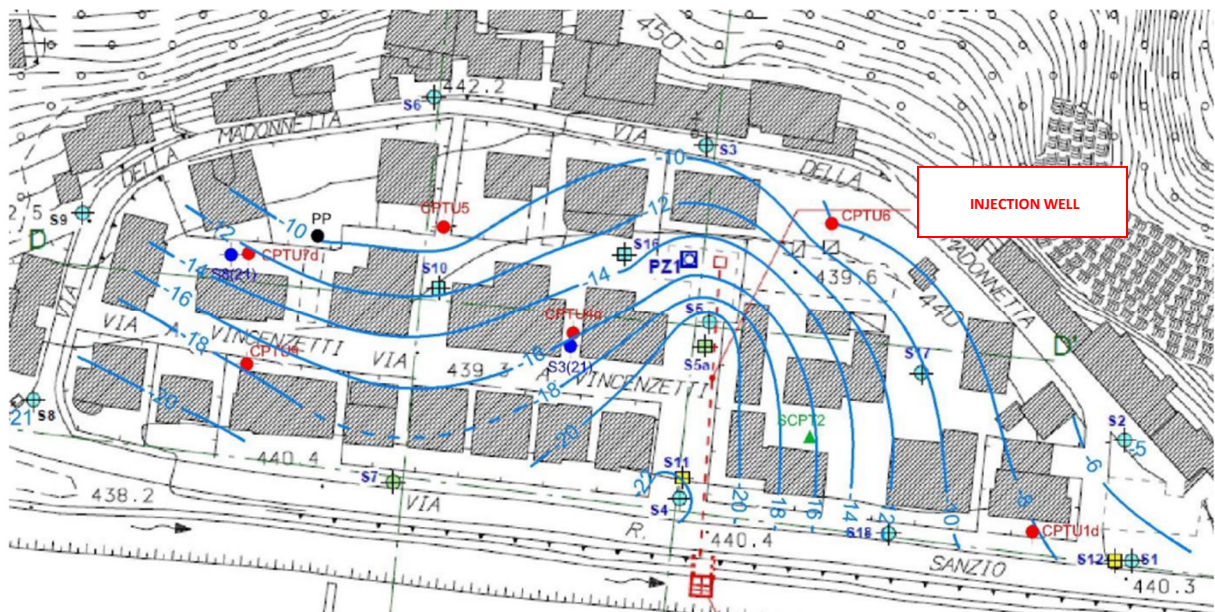 450
442.2
S6
MADONNETTA
VIA
S3
DELLA
-10
DELLA
INJECTION WELL
-12
CPTU5
CPTU6
2.5
S9
-12
-10
PP
D
CPTU7d
S16
PZ1
MADONNETTA
-14
S8(21)
S10
-14
439.6
440
-16
VIA
VINCENZETTI
VIA
CPTU4d
S5
D'
A-18
CPTU9
439.3
-16
S3(21)
A
VINCENZETTI
S5a
S17
-18
-20
S8
21
-20
SCPT2
S2
-5
-6
440.4
S11
438.2
S7
VIA
-22
S4
R.
-20
-18
-16
-14
-12
-10
-8
CPTU1d
440.4
S18
SANZIO
S12
S1
440.3